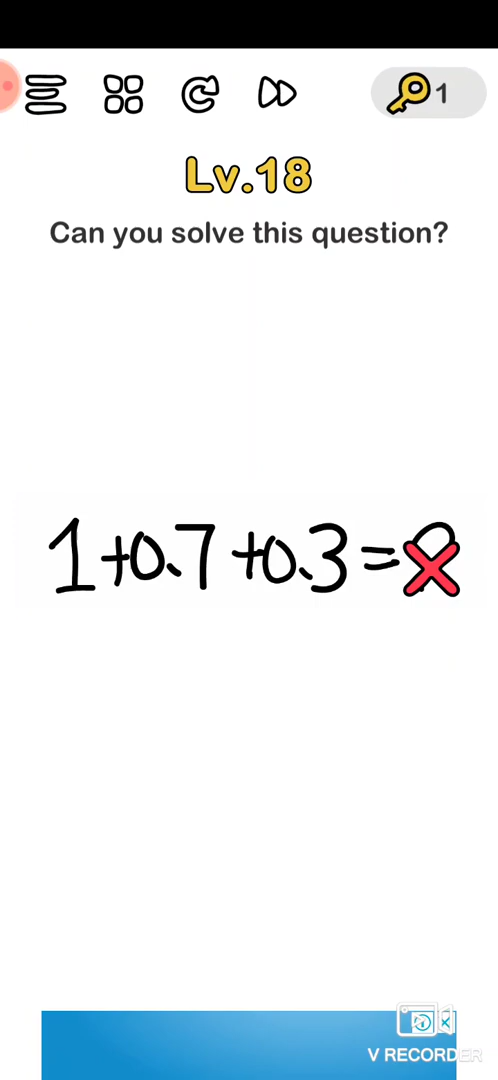 1
Lv.18
Can you solve this question?
1+0.7+0.3=
V RECORDER